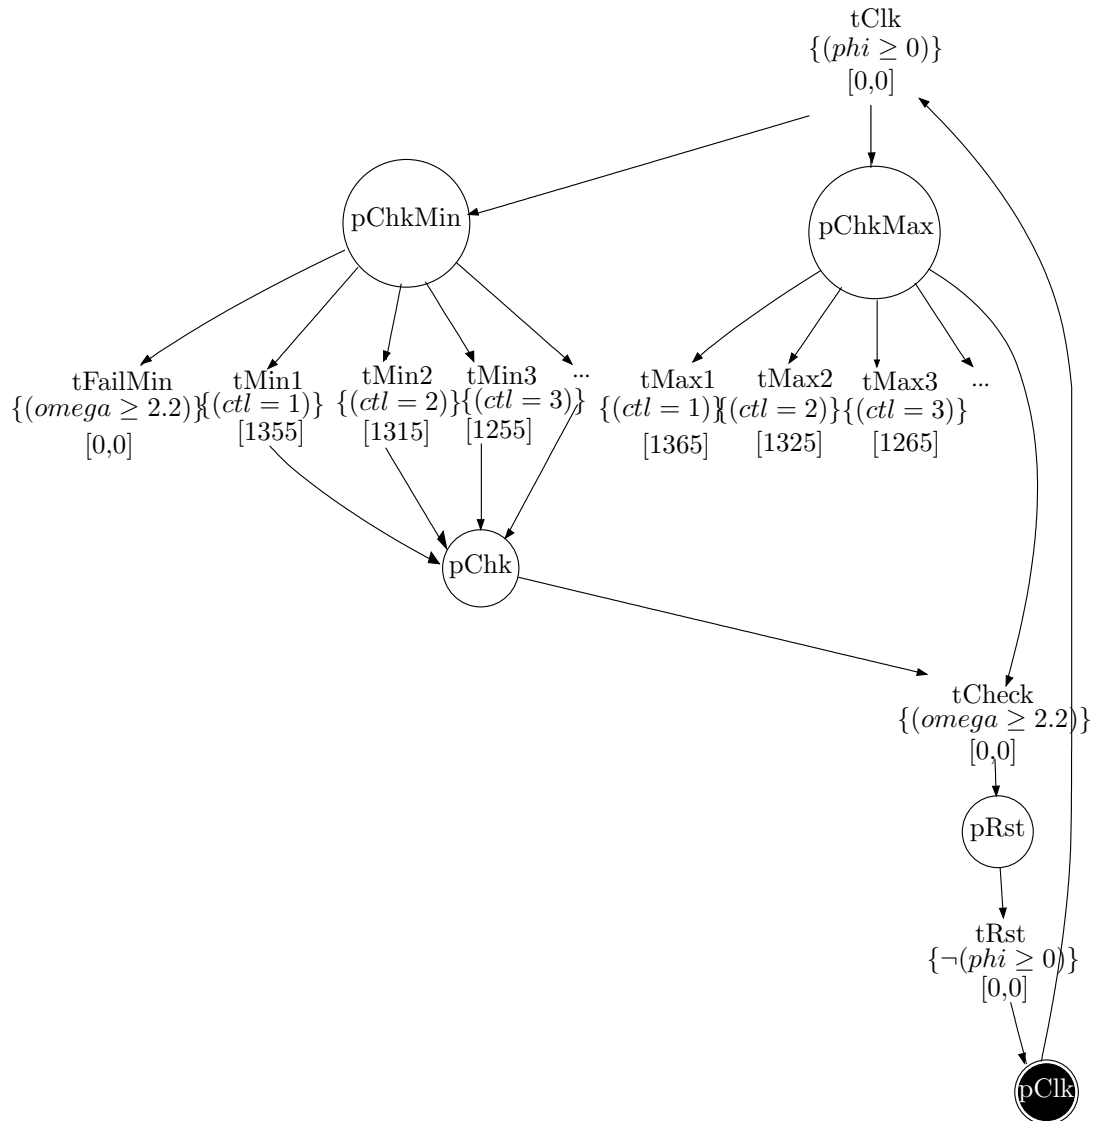 tClk
{(phi ≥ 0)}
[0,0]
pChkMin
pChkMax
tFailMin
{(omega ≥ 2.2)}
[0,0]
tMin1
{(ctl = 1)}
[1355]
tMin2
{(ctl = 2)}
[1315]
tMin3
{(ctl = 3)}
[1255]
...
tMax1
{(ctl = 1)}
[1365]
tMax2
{(ctl = 2)}
[1325]
tMax3
{(ctl = 3)}
[1265]
...
pChk
tCheck
{(omega ≥ 2.2)}
[0,0]
pRst
tRst
{¬(phi ≥ 0)}
[0,0]
pClk